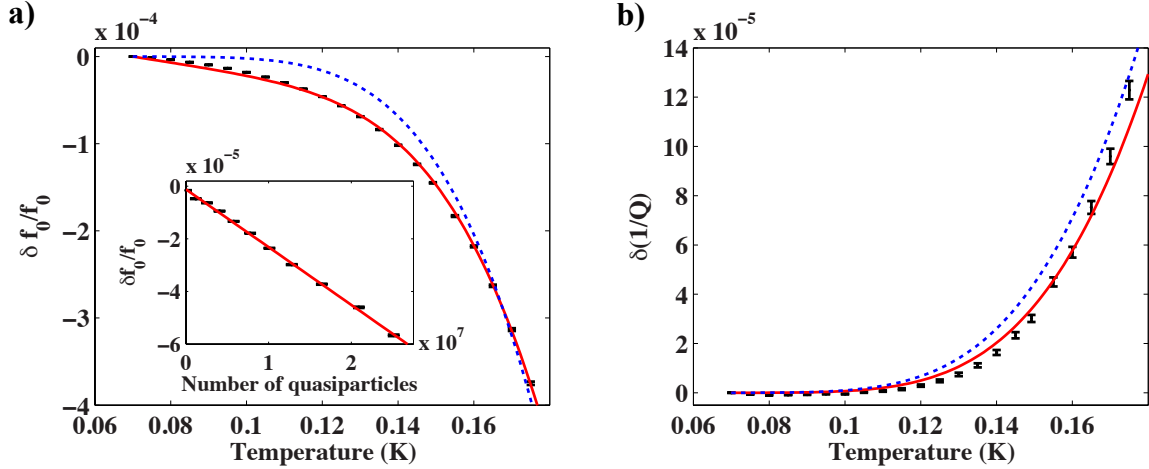 a)
x 10⁻⁴
0
−1
−2
−3
−4
δ f₀/f₀
0.06 0.08 0.10 0.12 0.14 0.16
Temperature (K)
x 10⁻⁵
0
−2
−4
−6
δf₀/f₀
0 1 2
x 10⁷
Number of quasiparticles
b)
x 10⁻⁵
14
12
10
8
6
4
2
0
δ(1/Q)
0.06 0.08 0.10 0.12 0.14 0.16
Temperature (K)